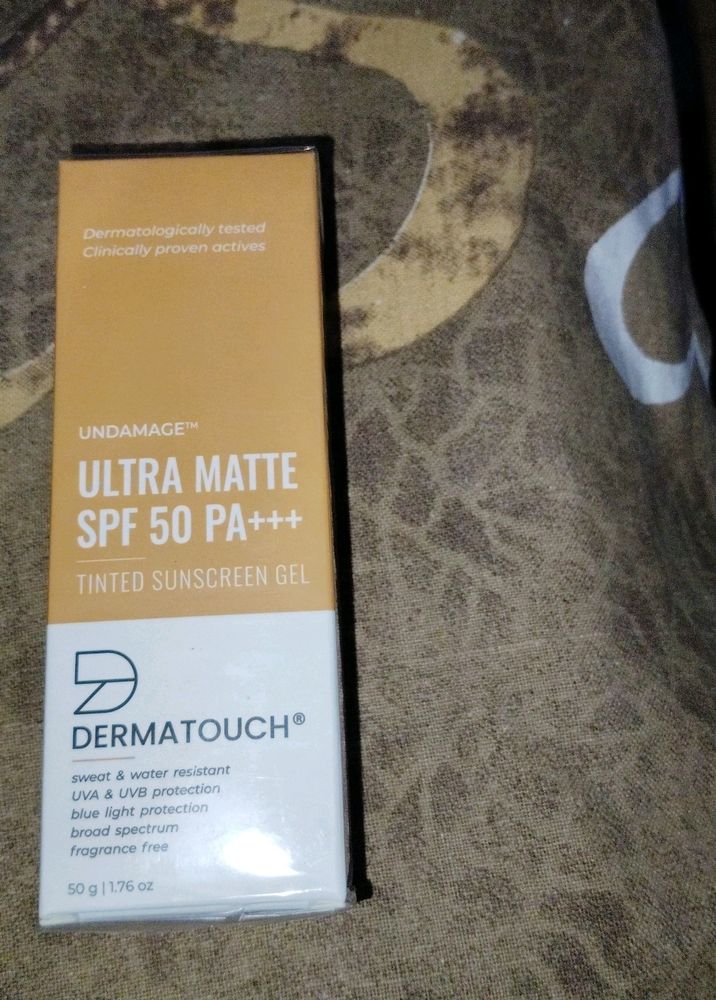 Dermatologically tested
Clinically proven actives
UNDAMAGE™
ULTRA MATTE
SPF 50 PA+++
TINTED SUNSCREEN GEL
DERMATOUCH®
sweat & water resistant
UVA & UVB protection
blue light protection
broad spectrum
fragrance free
50 g | 1.76 oz